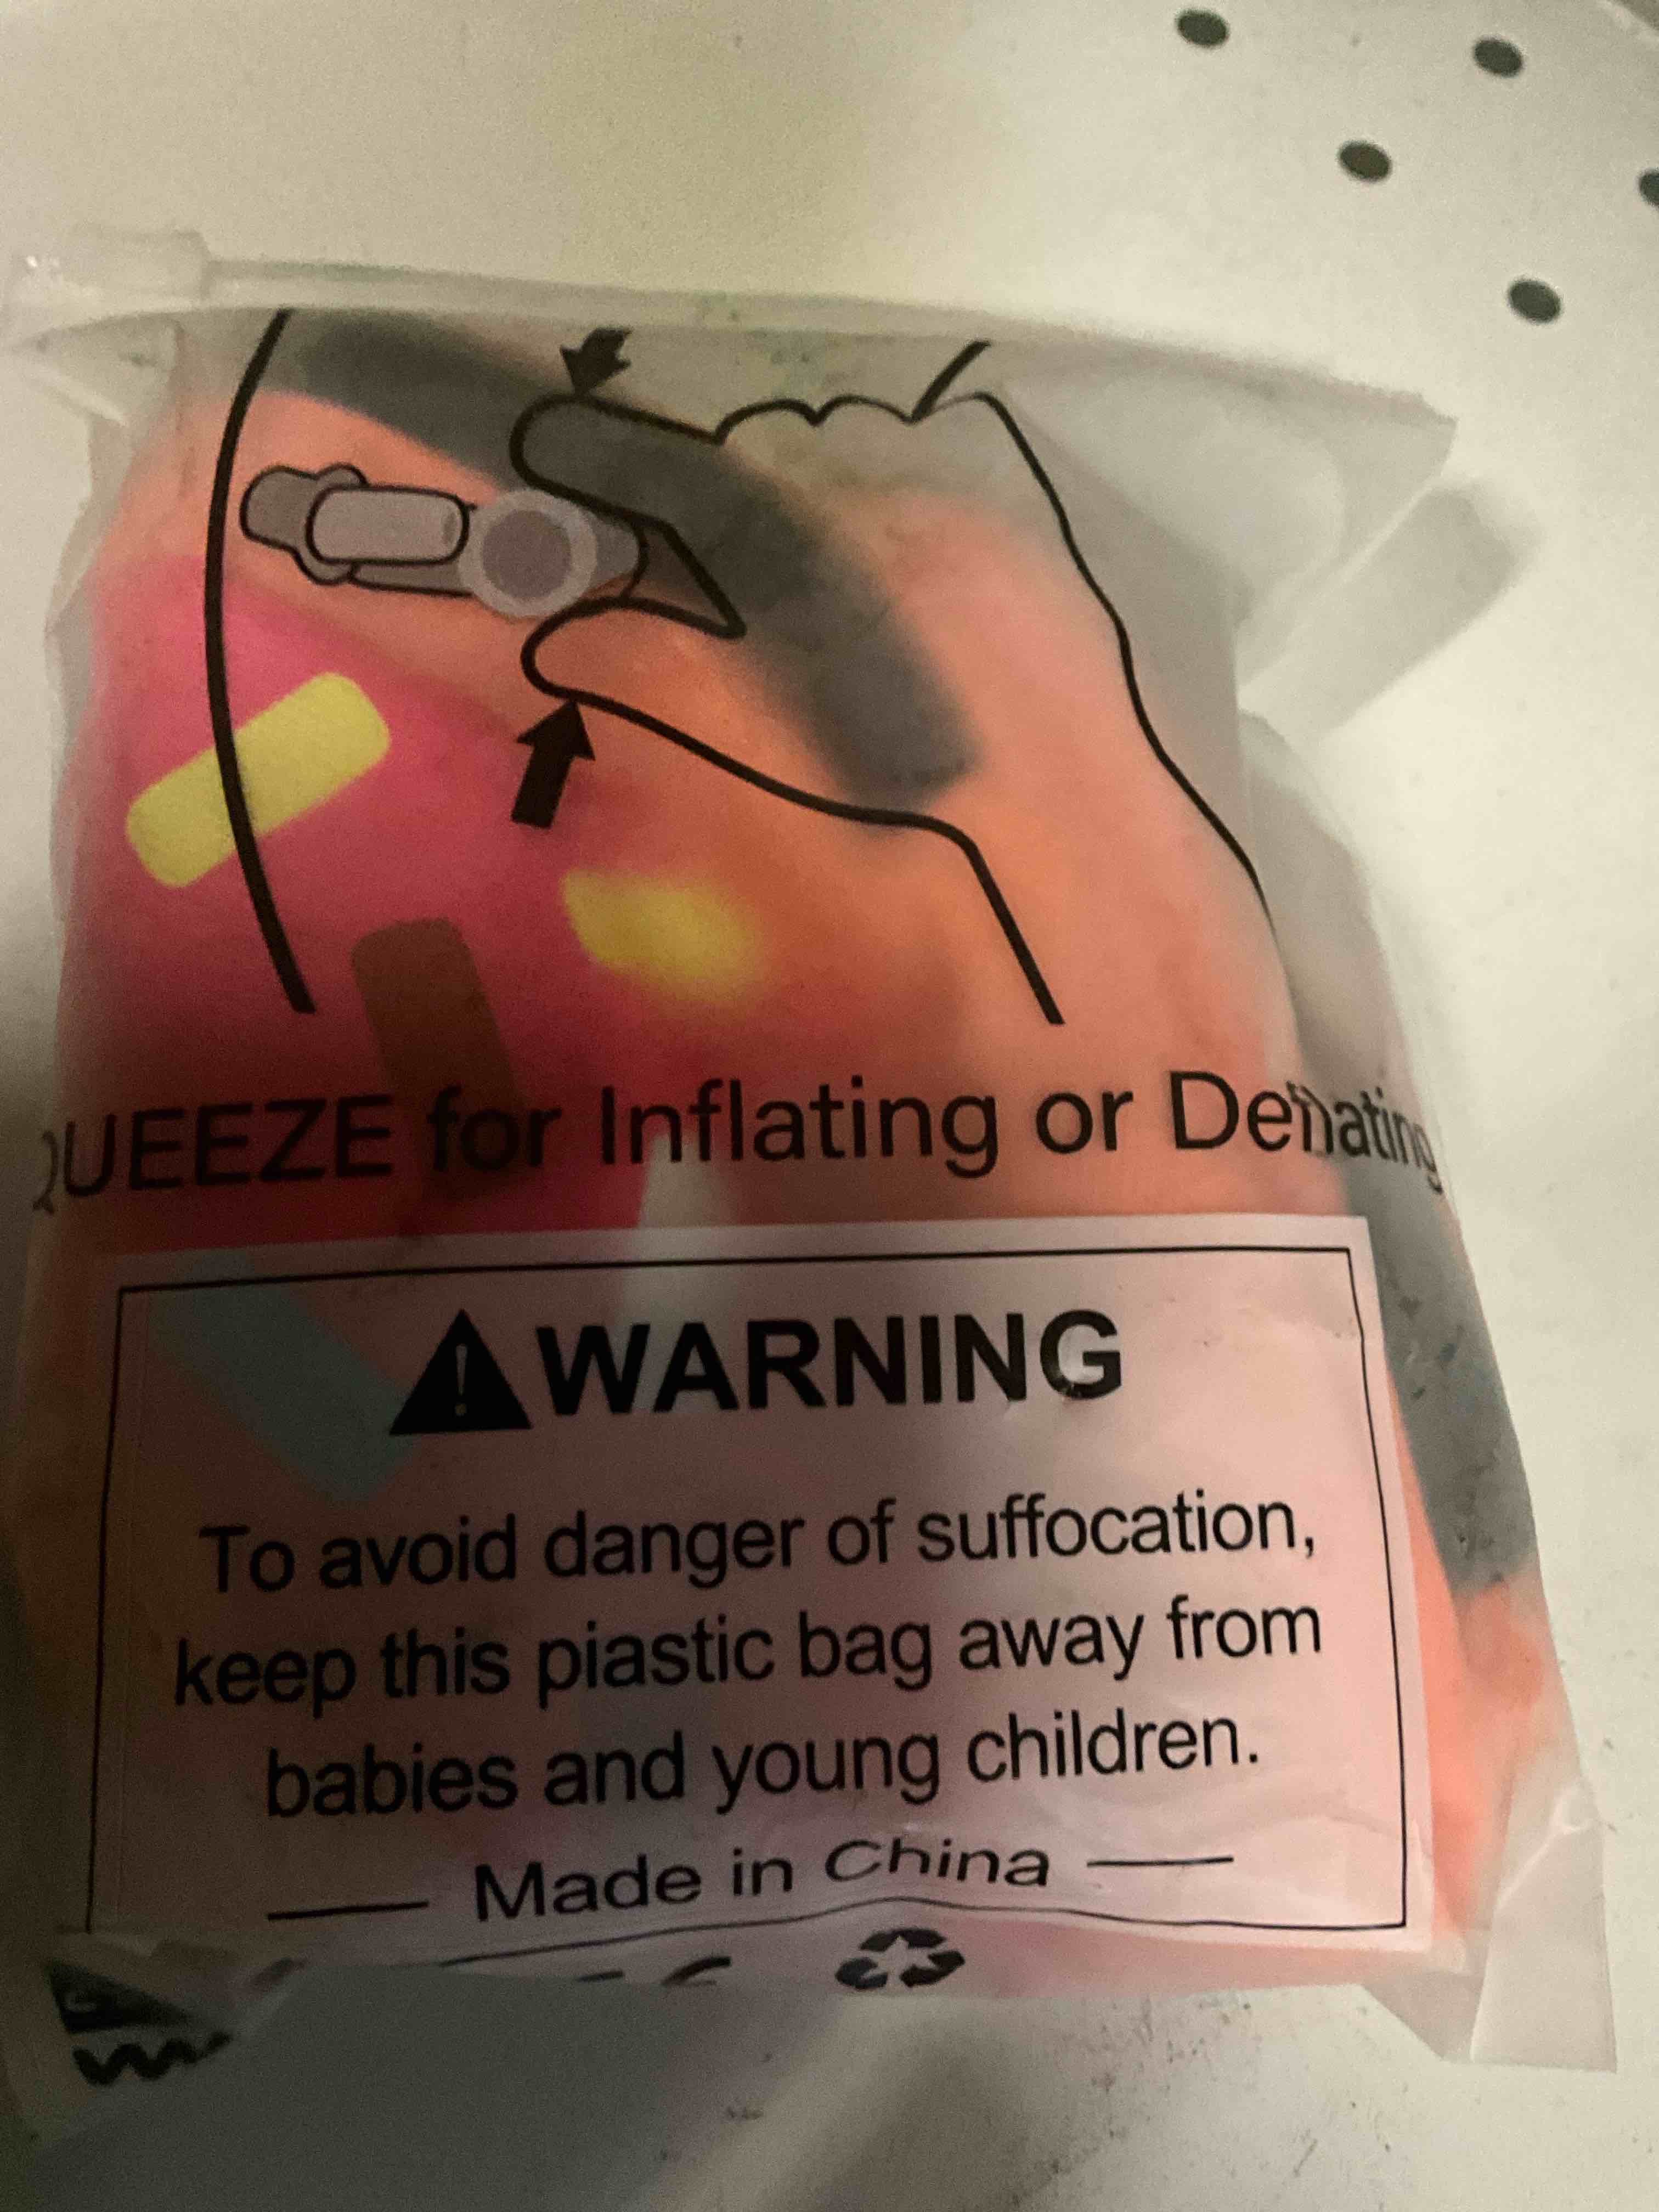 QUEEZE for Inflating or Deflating
WARNING
To avoid danger of suffocation,
keep this piastic bag away from
babies and young children.
Made in China